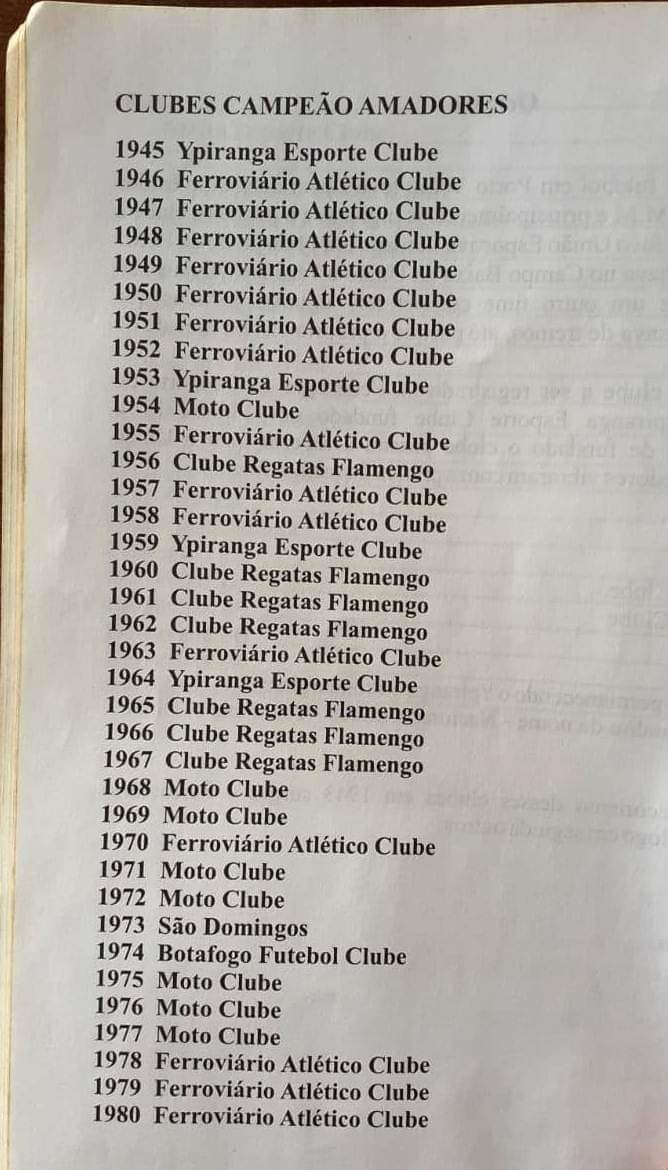 CLUBES CAMPEÃO AMADORES
1945 Ypiranga Esporte Clube
1946 Ferroviário Atlético Clube
1947 Ferroviário Atlético Clube
1948 Ferroviário Atlético Clube
1949 Ferroviário Atlético Clube
1950 Ferroviário Atlético Clube
1951 Ferroviário Atlético Clube
1952 Ferroviário Atlético Clube
1953 Ypiranga Esporte Clube
1954 Moto Clube
1955 Ferroviário Atlético Clube
1956 Clube Regatas Flamengo
1957 Ferroviário Atlético Clube
1958 Ferroviário Atlético Clube
1959 Ypiranga Esporte Clube
1960 Clube Regatas Flamengo
1961 Clube Regatas Flamengo
1962 Clube Regatas Flamengo
1963 Ferroviário Atlético Clube
1964 Ypiranga Esporte Clube
1965 Clube Regatas Flamengo
1966 Clube Regatas Flamengo
1967 Clube Regatas Flamengo
1968 Moto Clube
1969 Moto Clube
1970 Ferroviário Atlético Clube
1971 Moto Clube
1972 Moto Clube
1973 São Domingos
1974 Botafogo Futebol Clube
1975 Moto Clube
1976 Moto Clube
1977 Moto Clube
1978 Ferroviário Atlético Clube
1979 Ferroviário Atlético Clube
1980 Ferroviário Atlético Clube